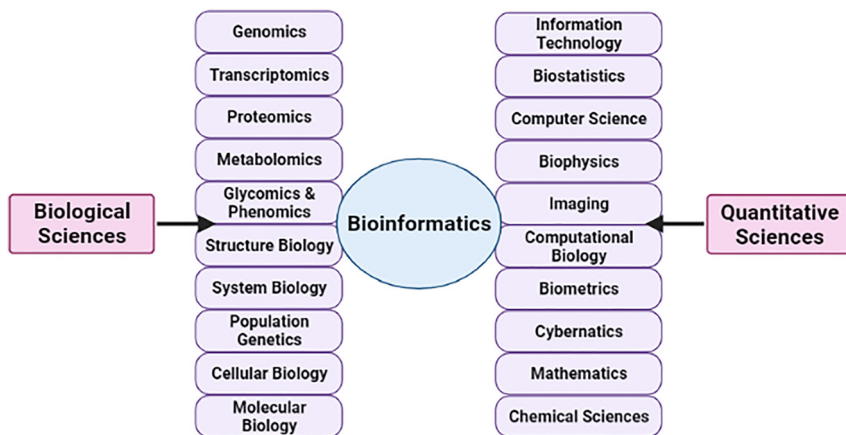 Biological
Sciences
Genomics
Transcriptomics
Proteomics
Metabolomics
Glycomics &
Phenomics
Structure Biology
System Biology
Population
Genetics
Cellular Biology
Molecular
Biology
Bioinformatics
Information
Technology
Biostatistics
Computer Science
Biophysics
Imaging
Computational
Biology
Biometrics
Cybernatics
Mathematics
Chemical Sciences
Quantitative
Sciences